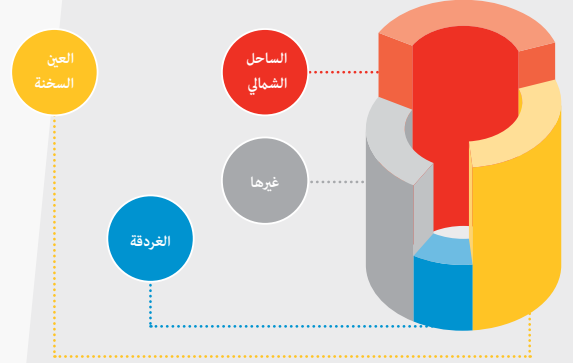 الساحل
الشمالي
العين
السخنة
غيرها
الغردقة